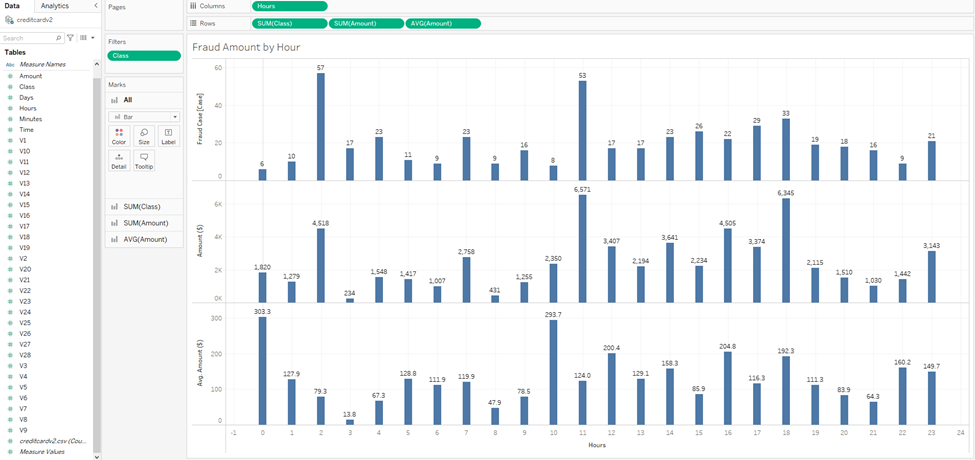 Data Analytics
creditcardv2
Search
Tables
Abc Measure Names
Amount
Class
Days
Hours
Minutes
Time
V1
V10
V11
V12
V13
V14
V15
V16
V17
V18
V19
V2
V20
V21
V22
V23
V24
V25
V26
V27
V28
V3
V4
V5
V6
V7
V8
V9
creditcardv2.csv (Cou...
Measure Values
Pages
Filters
Class
Marks
All
Bar
Color Size Label
Detail Tooltip
SUM(Class)
SUM(Amount)
AVG(Amount)
Columns Hours
Rows SUM(Class) SUM(Amount) AVG(Amount)
Fraud Amount by Hour
Fraud Case [Case]
60
40
20
0
6 10 57 17 23 11 9 23 9 16 8 53 17 17 23 26 22 29 33 19 18 16 9 21
Amount ($)
6K
4K
2K
0K
1,820 1,279 4,518 234 1,548 1,417 1,007 2,758 431 1,255 2,350 6,571 3,407 2,194 3,641 2,234 4,505 3,374 6,345 2,115 1,510 1,030 1,442 3,143
Avg. Amount ($)
300
200
100
0
303.3 127.9 79.3 13.8 67.3 128.8 111.9 119.9 47.9 78.5 293.7 124.0 200.4 129.1 158.3 85.9 204.8 116.3 192.3 111.3 83.9 64.3 160.2 149.7
-1 0 1 2 3 4 5 6 7 8 9 10 11 12 13 14 15 16 17 18 19 20 21 22 23 24
Hours